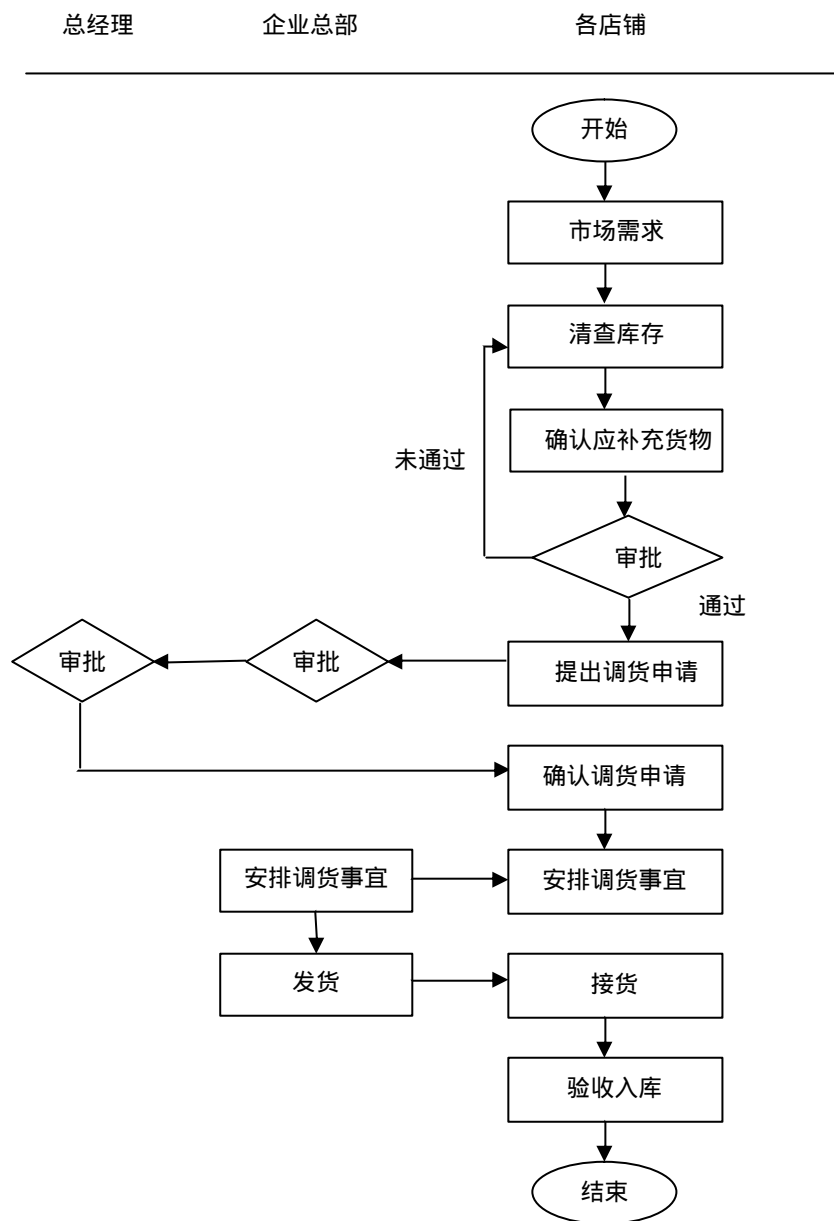 总经理 企业总部 各店铺
开始
市场需求
清查库存
确认应补充货物
未通过
审批
通过
审批 审批 提出调货申请
确认调货申请
安排调货事宜 安排调货事宜
发货 接货
验收入库
结束